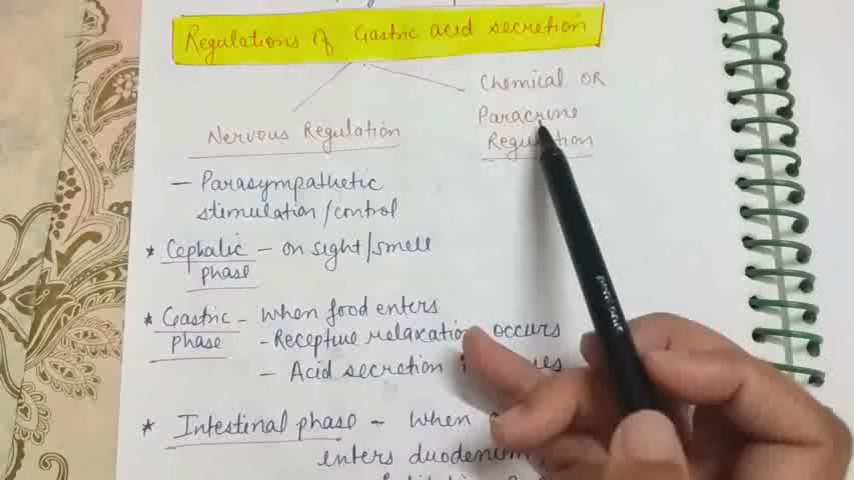 Regulations of Gastric acid secretion
Chemical OR
Paracrine
Regulation
Nervous Regulation
- Parasympathetic
stimulation/control
* Cephalic - on sight/smell
phase
* Gastric - When food enters
phase - Receptive relaxation occurs
- Acid secretion
* Intestinal phase - When
enters duodenum